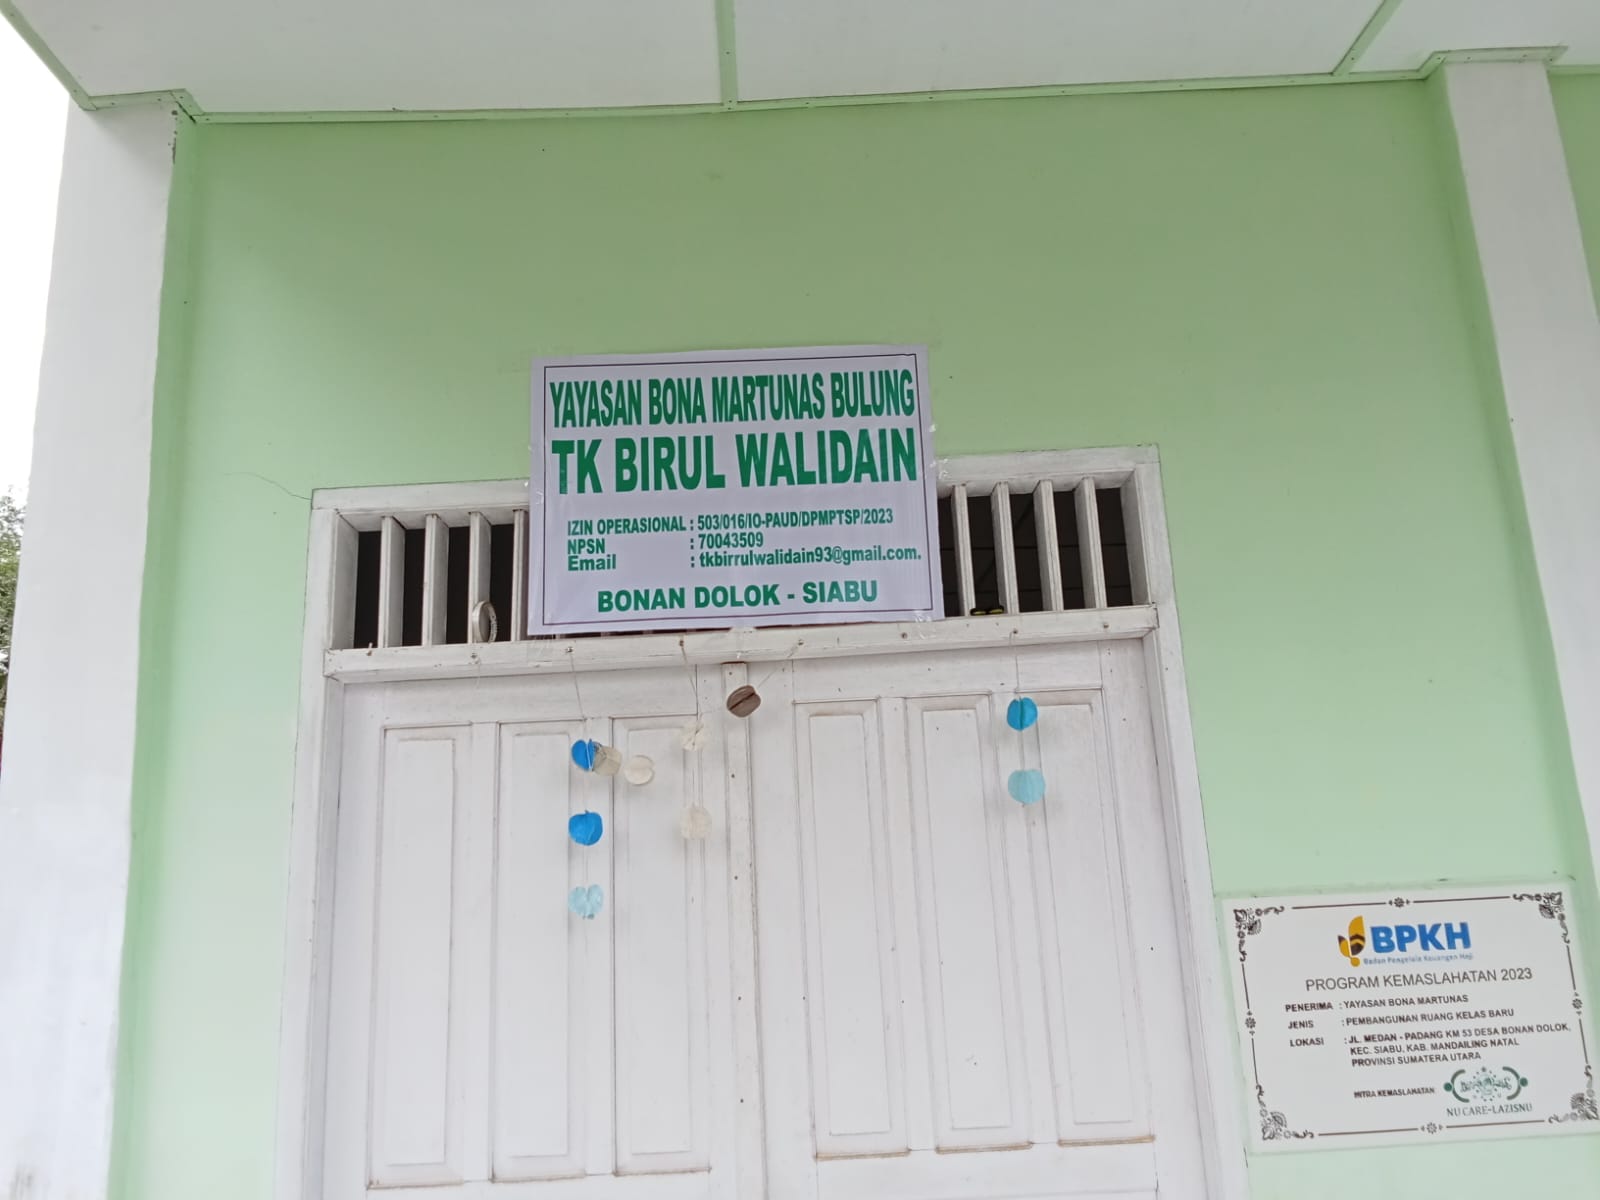 YAYASAN BONA MARTUNAS BULUNG
TK BIRUL WALIDAIN
IZIN OPERASIONAL : 503/016/IO-PAUD/DPMPTSP/2023
NPSN : 70043509
Email : tkbirrulwalidain93@gmail.com.
BONAN DOLOK - SIABU
BPKH
Badan Pengelola Keuangan Haji
PROGRAM KEMASLAHATAN 2023
PENERIMA : YAYASAN BONA MARTUNAS
JENIS : PEMBANGUNAN RUANG KELAS BARU
LOKASI : JL. MEDAN - PADANG KM 53 DESA BONAN DOLOK,
KEC. SIABU, KAB. MANDAILING NATAL
PROVINSI SUMATERA UTARA
MITRA KEMASLAHATAN
NU CARE-LAZISNU